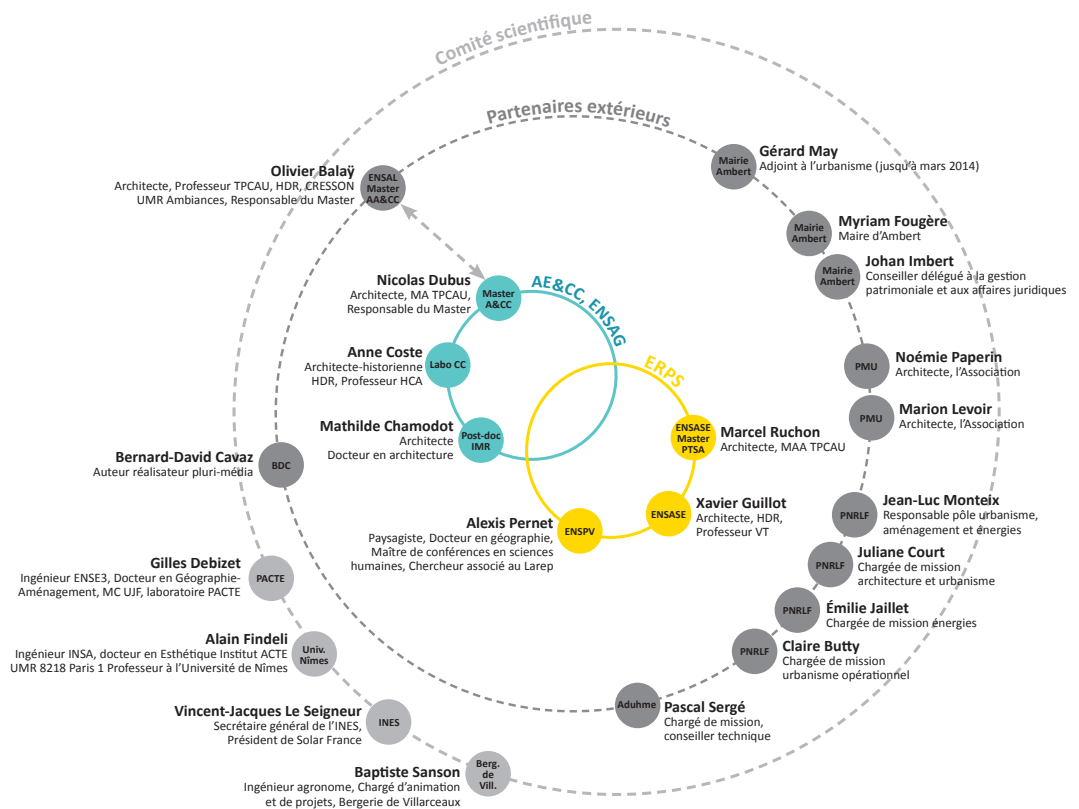 Comité scientifique
Partenaires extérieurs
Olivier Balaÿ
Architecte, Professeur TPCAU, HDR, CRESSON
UMR Ambiances, Responsable du Master
ENSAL
Master
AA&CC
Gérard May
Adjoint à l'urbanisme (jusqu'à mars 2014)
Mairie
Ambert
Myriam Fougère
Maire d'Ambert
Mairie
Ambert
Johan Imbert
Conseiller délégué à la gestion
patrimoniale et aux affaires juridiques
Mairie
Ambert
Nicolas Dubus
Architecte, MA TPCAU,
Responsable du Master
Master
A&CC
AE&CC, ENSAG
Anne Coste
Architecte-historienne
HDR, Professeur HCA
Labo CC
ERPS
Noémie Paperin
Architecte, l'Association
PMU
Marion Levoir
Architecte, l'Association
PMU
Mathilde Chamodot
Architecte
Docteur en architecture
Post-doc
IMR
ENSASE
Master
PTSA
Marcel Ruchon
Architecte, MAA TPCAU
Bernard-David Cavaz
Auteur réalisateur pluri-média
BDC
Xavier Guillot
Architecte, HDR,
Professeur VT
ENSASE
Jean-Luc Monteix
Responsable pôle urbanisme,
aménagement et énergies
PNRLF
Alexis Pernet
Paysagiste, Docteur en géographie,
Maître de conférences en sciences
humaines, Chercheur associé au Larep
ENSPV
Juliane Court
Chargée de mission
architecture et urbanisme
PNRLF
Gilles Debizet
Ingénieur ENSE3, Docteur en Géographie-
Aménagement, MC UJF, laboratoire PACTE
PACTE
Émilie Jaillet
Chargée de mission énergies
PNRLF
Alain Findeli
Ingénieur INSA, docteur en Esthétique Institut ACTE
UMR 8218 Paris 1 Professeur à l'Université de Nîmes
Univ.
Nîmes
Claire Butty
Chargée de mission
urbanisme opérationnel
PNRLF
Vincent-Jacques Le Seigneur
Secrétaire général de l'INES,
Président de Solar France
INES
Aduhme
Pascal Sergé
Chargé de mission,
conseiller technique
Baptiste Sanson
Ingénieur agronome, Chargé d'animation
et de projets, Bergerie de Villarceaux
Berg.
de
Vill.